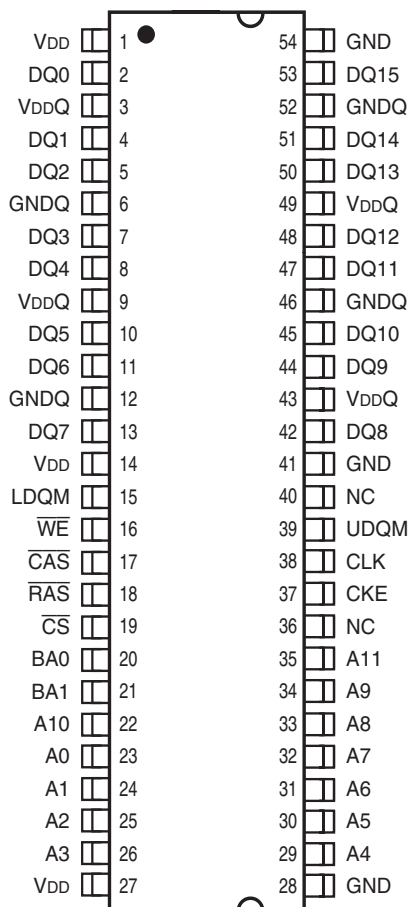 VDD 1 54 GND
DQ0 2 53 DQ15
VDDQ 3 52 GNDQ
DQ1 4 51 DQ14
DQ2 5 50 DQ13
GNDQ 6 49 VDDQ
DQ3 7 48 DQ12
DQ4 8 47 DQ11
VDDQ 9 46 GNDQ
DQ5 10 45 DQ10
DQ6 11 44 DQ9
GNDQ 12 43 VDDQ
DQ7 13 42 DQ8
VDD 14 41 GND
LDQM 15 40 NC
W̅E̅ 16 39 UDQM
C̅A̅S̅ 17 38 CLK
R̅A̅S̅ 18 37 CKE
C̅S̅ 19 36 NC
BA0 20 35 A11
BA1 21 34 A9
A10 22 33 A8
A0 23 32 A7
A1 24 31 A6
A2 25 30 A5
A3 26 29 A4
VDD 27 28 GND